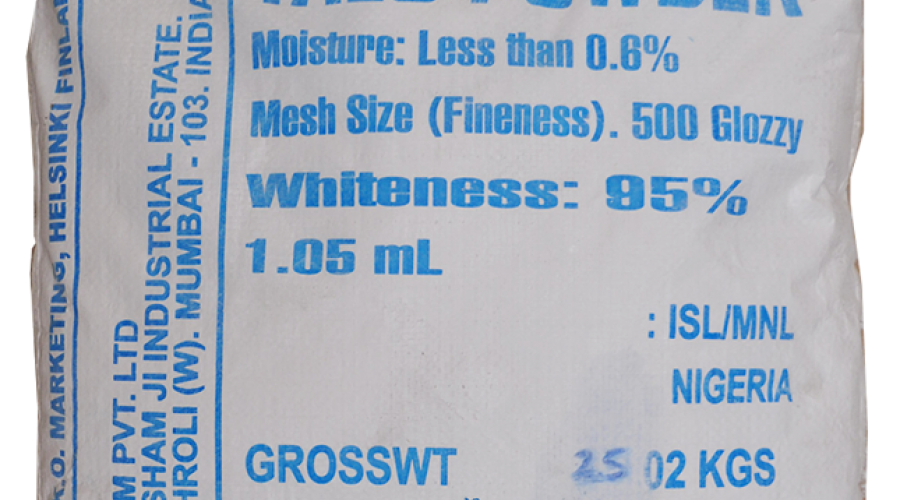 POWDER
Moisture: Less than 0.6%
Mesh Size (Fineness). 500 Glozzy
Whiteness: 95%
1.05 mL
: ISL/MNL
NIGERIA
GROSSWT 25 02 KGS
.O. MARKETING, HELSINKI FINLA
M PVT. LTD
SHAM JI INDUSTRIAL ESTATE.
HROLI (W). MUMBAI - 103. INDIA